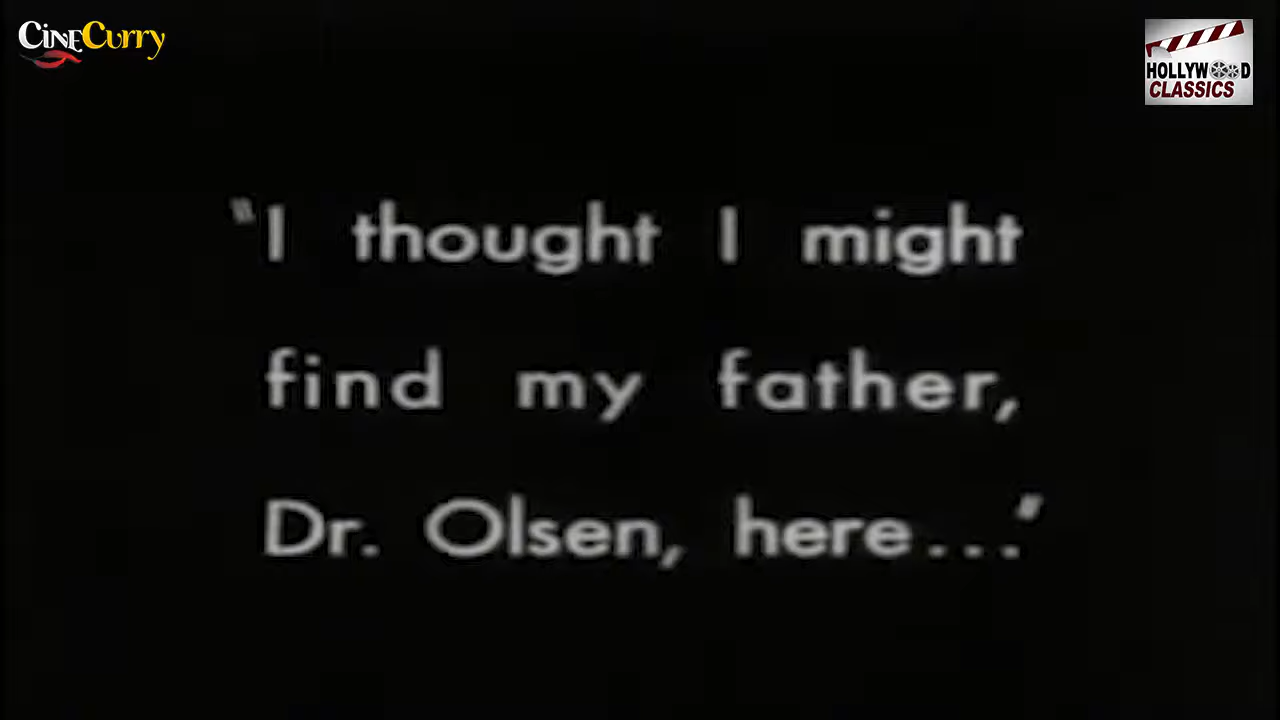 CineCurry
HOLLYWOOD
CLASSICS
"I thought I might
find my father,
Dr. Olsen, here..."